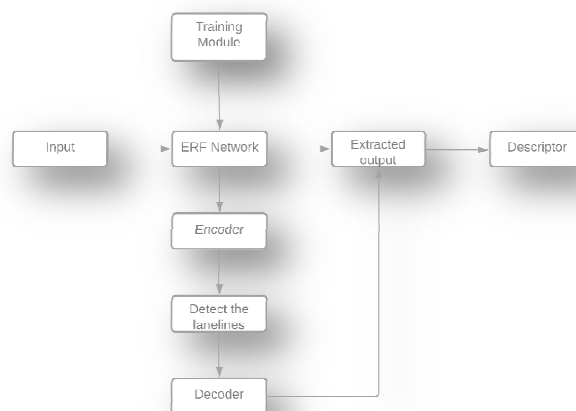 Training
Module
Input
ERF Network
Extracted
output
Descriptor
Encoder
Detect the
lanelines
Decoder